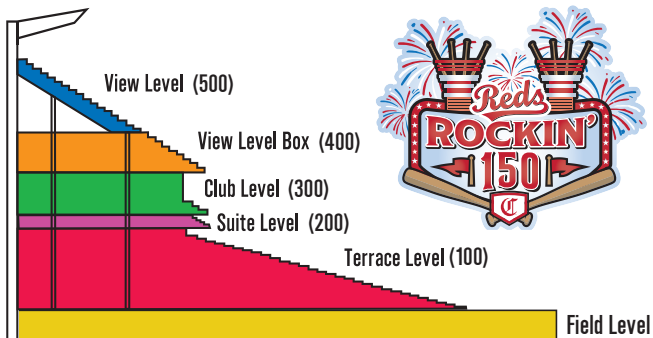 View Level (500)
View Level Box (400)
Club Level (300)
Suite Level (200)
Terrace Level (100)
Field Level
Reds
ROCKIN'
150
C